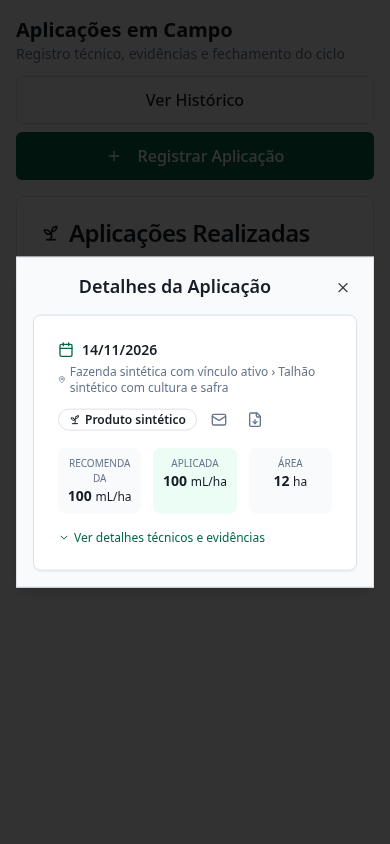 Aplicações em Campo
Registro técnico, evidências e fechamento do ciclo
Ver Histórico
Registrar Aplicação
Aplicações Realizadas
Detalhes da Aplicação
14/11/2026
Fazenda sintética com vínculo ativo › Talhão
sintético com cultura e safra
Produto sintético
RECOMENDA
DA
100 mL/ha
APLICADA
100 mL/ha
ÁREA
12 ha
Ver detalhes técnicos e evidências